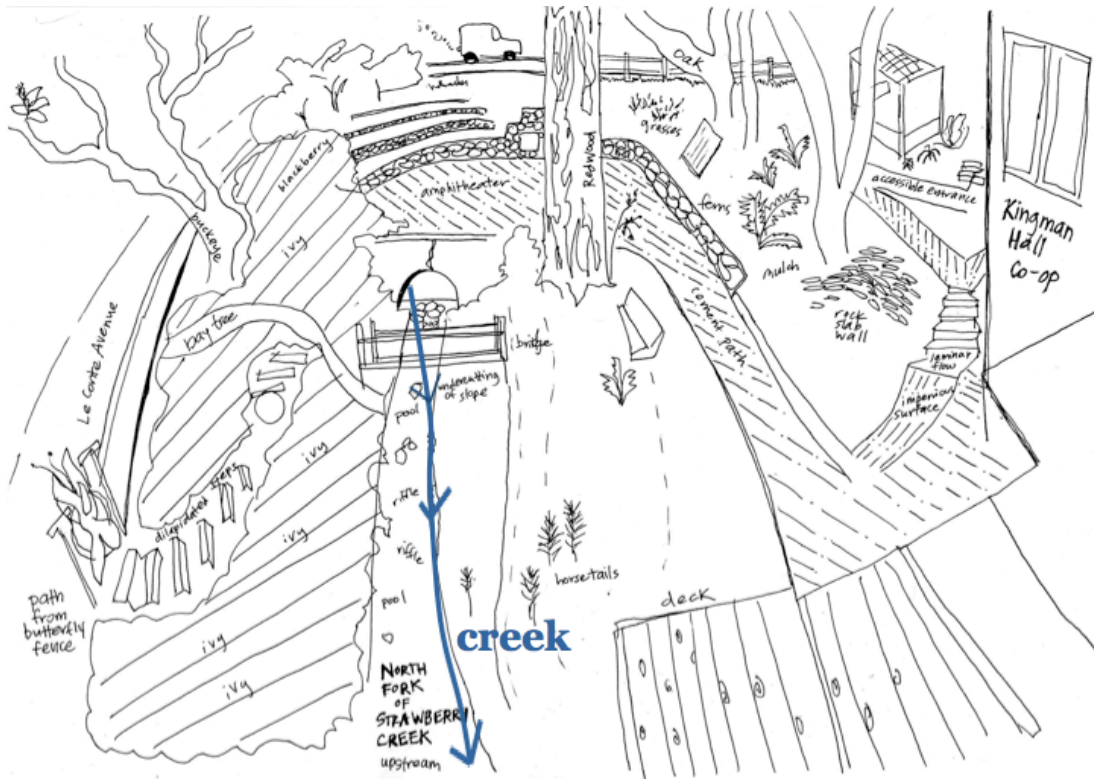 oak
grasses
Redwood
blackberry
ivy
amphitheater
buckeye
ferns
accessible entrance
Kingman
Hall
Co-op
mulch
rock
slab
wall
cement path
Le Conte Avenue
bay tree
bridge
laminar
flow
impervious
surface
undercutting
of slope
pool
ivy
riffle
dilapidated steps
ivy
riffle
horsetails
path
from
butterfly
fence
pool
deck
creek
ivy
ivy
NORTH
FORK
OF
STRAWBERRY
CREEK
upstream